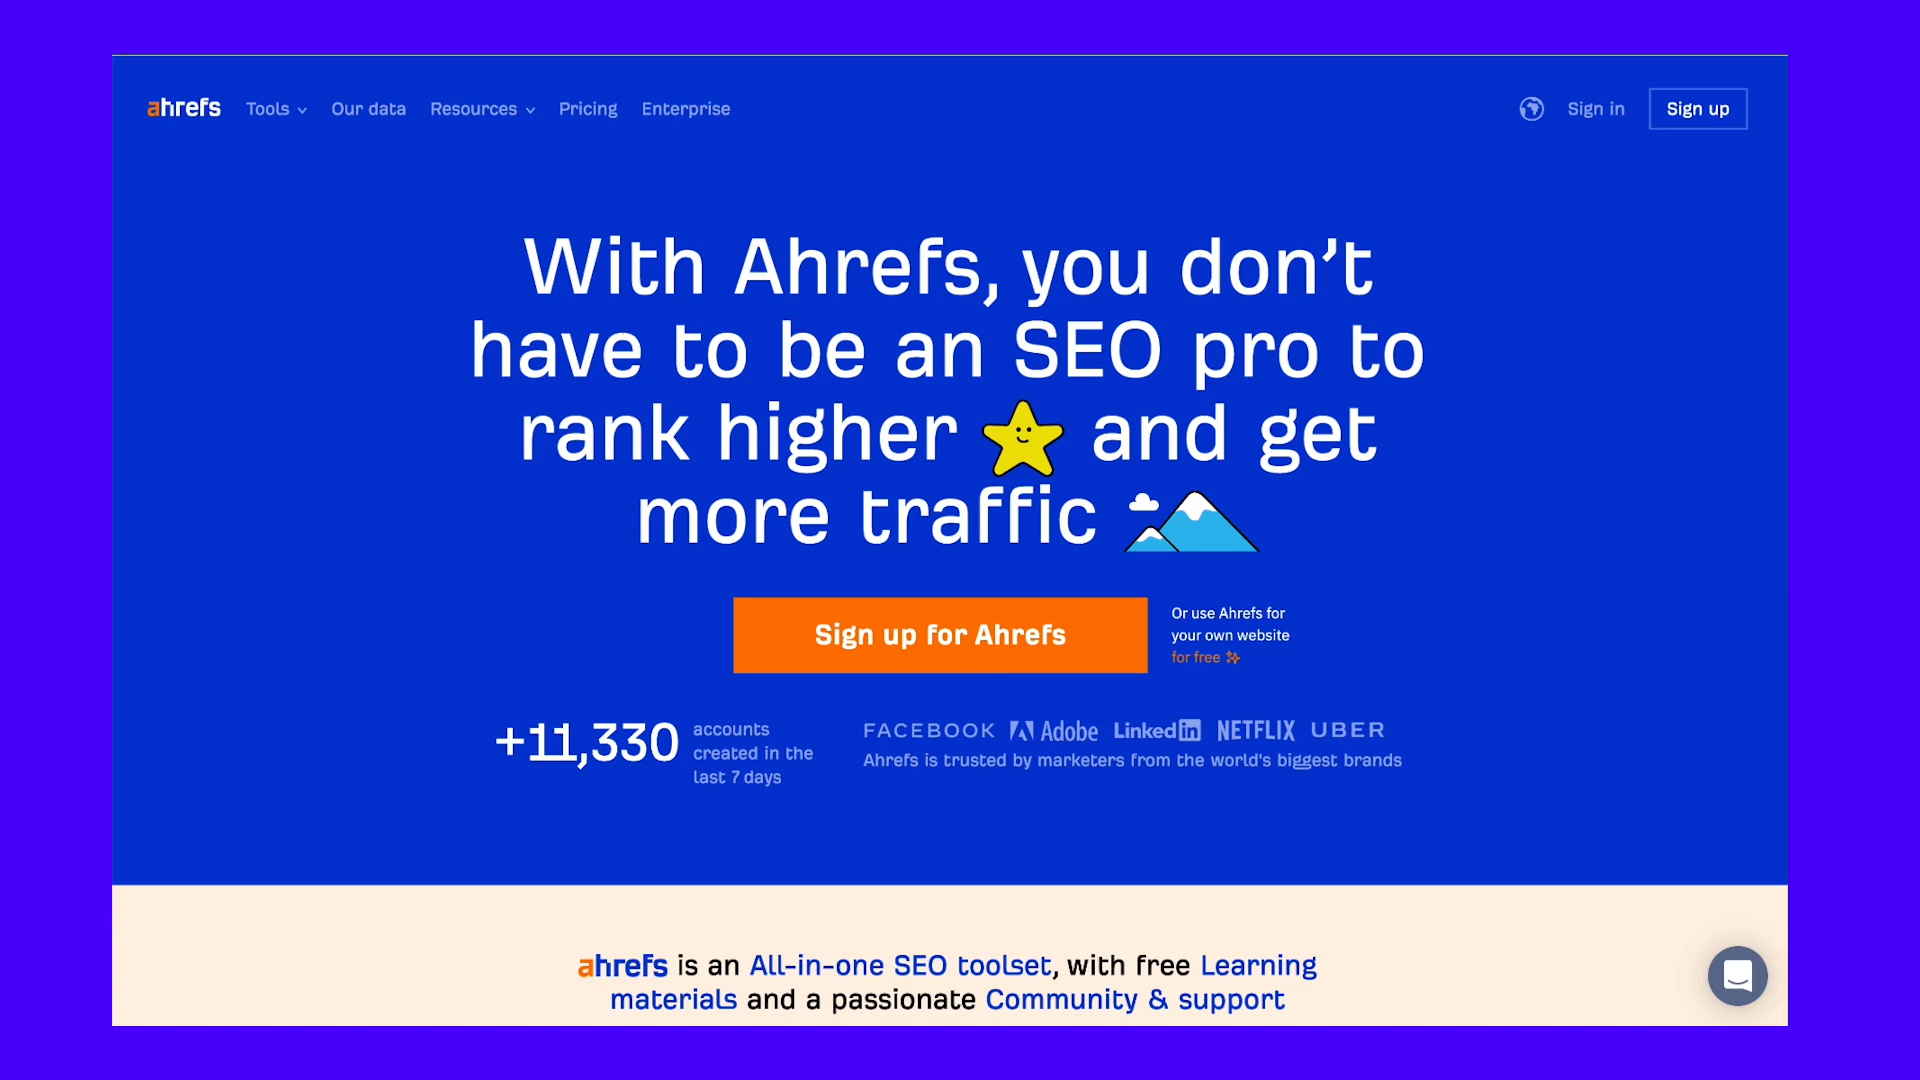 ahrefs Tools Our data Resources Pricing Enterprise Sign in Sign up
With Ahrefs, you don’t
have to be an SEO pro to
rank higher and get
more traffic
Sign up for Ahrefs
Or use Ahrefs for
your own website
for free
+11,330
accounts
created in the
last 7 days
FACEBOOK Adobe Linked in NETFLIX UBER
Ahrefs is trusted by marketers from the world's biggest brands
ahrefs is an All-in-one SEO toolset, with free Learning
materials and a passionate Community & support